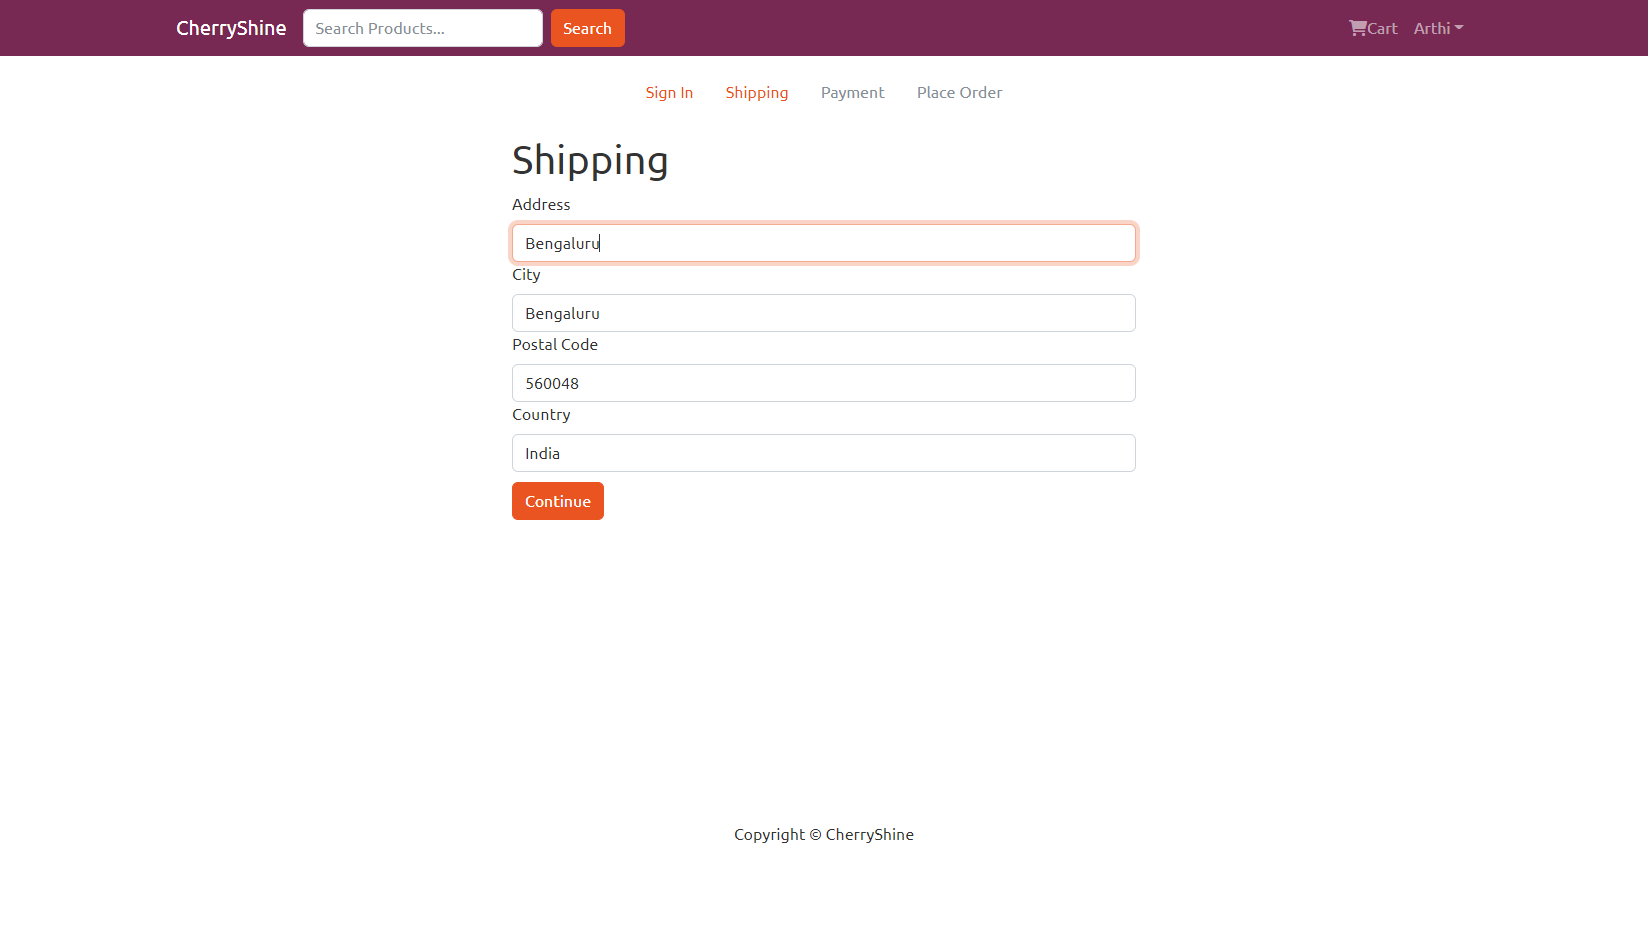 CherryShine Search Products... Search Cart Arthi
Sign In Shipping Payment Place Order
Shipping
Address
Bengaluru
City
Bengaluru
Postal Code
560048
Country
India
Continue
Copyright © CherryShine